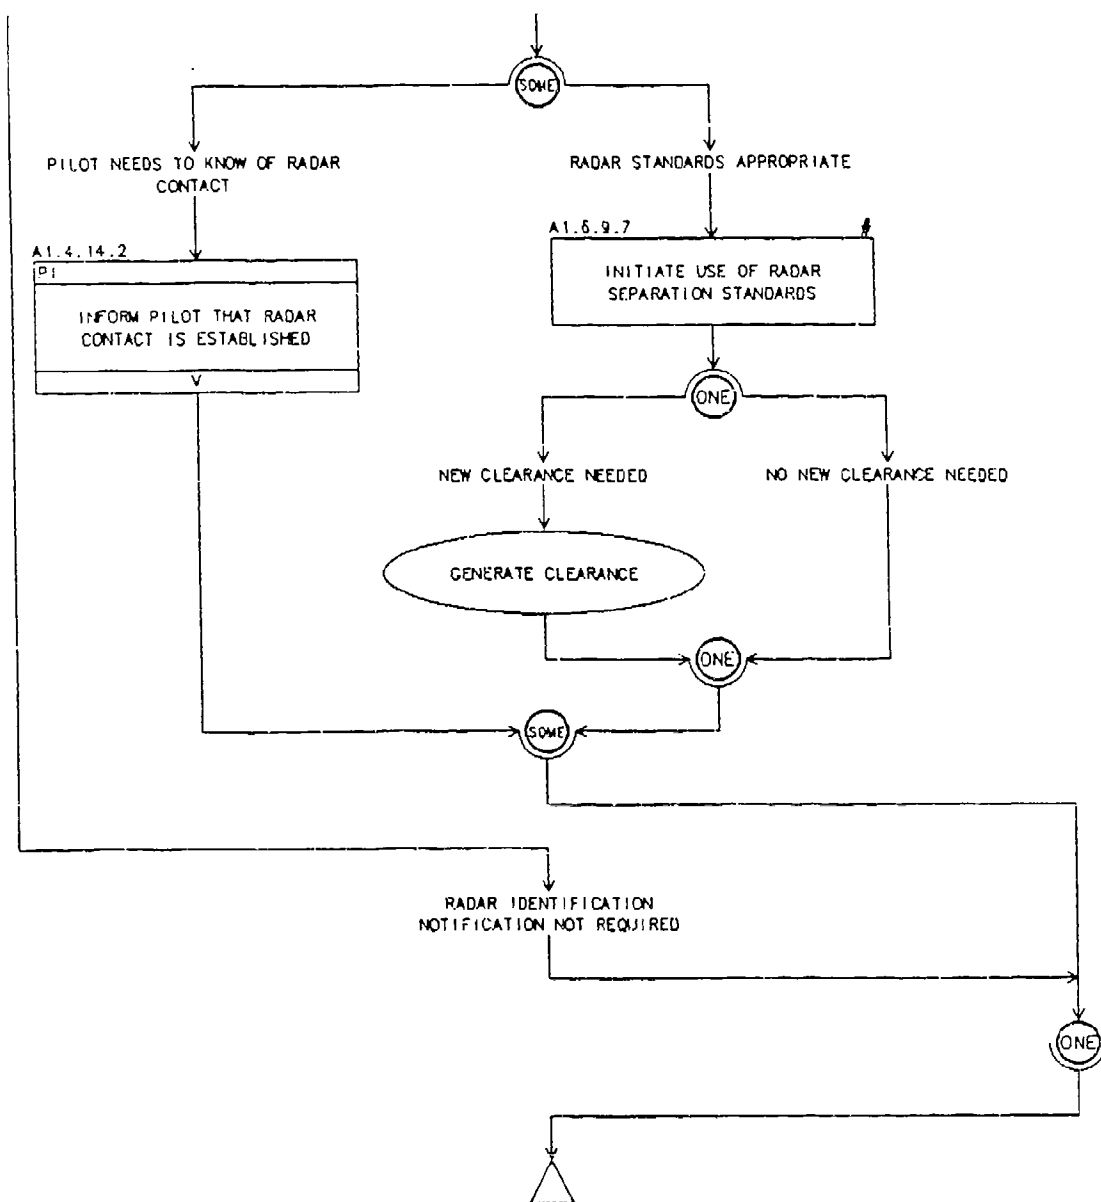 SOME
PILOT NEEDS TO KNOW OF RADAR
CONTACT
RADAR STANDARDS APPROPRIATE
A1.4.14.2
PI
INFORM PILOT THAT RADAR
CONTACT IS ESTABLISHED
V
A1.6.9.7
INITIATE USE OF RADAR
SEPARATION STANDARDS
ONE
NEW CLEARANCE NEEDED
NO NEW CLEARANCE NEEDED
GENERATE CLEARANCE
ONE
SOME
RADAR IDENTIFICATION
NOTIFICATION NOT REQUIRED
ONE